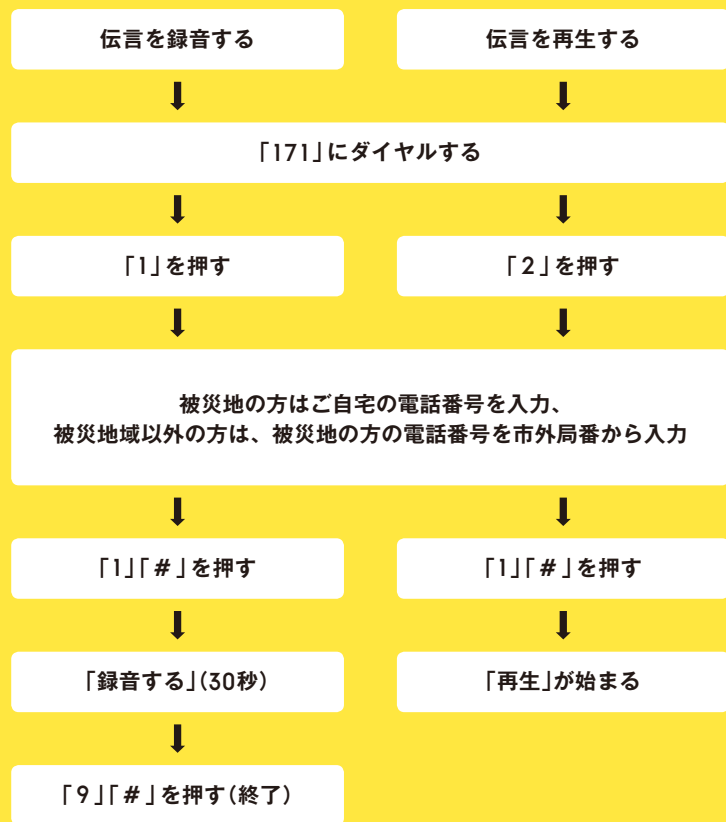 伝言を録音する
伝言を再生する
「171」にダイヤルする
「1」を押す
「2」を押す
被災地の方はご自宅の電話番号を入力、
被災地域以外の方は、被災地の方の電話番号を市外局番から入力
「1」「#」を押す
「1」「#」を押す
「録音する」(30秒)
「再生」が始まる
「9」「#」を押す(終了)